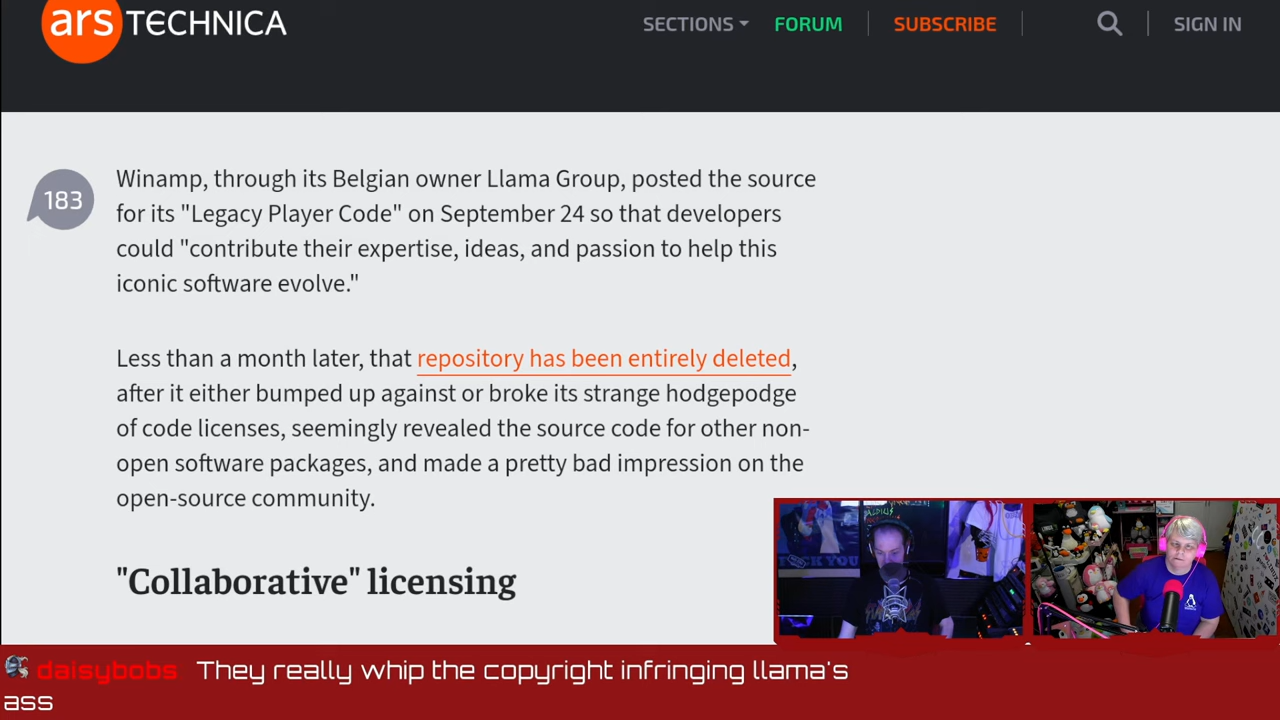 ars TECHNICA
SECTIONS FORUM SUBSCRIBE SIGN IN
183
Winamp, through its Belgian owner Llama Group, posted the source
for its "Legacy Player Code" on September 24 so that developers
could "contribute their expertise, ideas, and passion to help this
iconic software evolve."
Less than a month later, that repository has been entirely deleted,
after it either bumped up against or broke its strange hodgepodge
of code licenses, seemingly revealed the source code for other non-
open software packages, and made a pretty bad impression on the
open-source community.
"Collaborative" licensing
daisybobs They really whip the copyright infringing llama's
ass